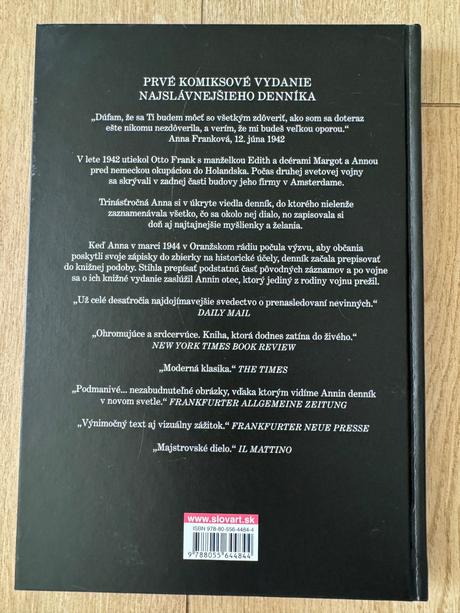 PRVÉ KOMIKSOVÉ VYDANIE
NAJSLÁVNEJŠIEHO DENNÍKA
„Dúfam, že sa Ti budem môcť so všetkým zdôveriť, ako som sa doteraz
ešte nikomu nezdôverila, a verím, že mi budeš veľkou oporou.“
Anna Franková, 12. júna 1942
V lete 1942 utiekol Otto Frank s manželkou Edith a dcérami Margot a Annou
pred nemeckou okupáciou do Holandska. Počas druhej svetovej vojny
sa skrývali v zadnej časti budovy jeho firmy v Amsterdame.
Trinásťročná Anna si v úkryte viedla denník, do ktorého nielenže
zaznamenávala všetko, čo sa okolo nej dialo, no zapisovala si
doň aj najtajnejšie myšlienky a želania.
Keď Anna v marci 1944 v Oranžskom rádiu počula výzvu, aby občania
poskytli svoje zápisky do zbierky na historické účely, denník začala prepisovať
do knižnej podoby. Stihla prepísať podstatnú časť pôvodných záznamov a po vojne
sa o ich knižné vydanie zaslúžil Annin otec, ktorý jediný z rodiny vojnu prežil.
„Už celé desaťročia najdojímavejšie svedectvo o prenasledovaní nevinných.“
DAILY MAIL
„Ohromujúce a srdcervúce. Kniha, ktorá dodnes zatína do živého.“
NEW YORK TIMES BOOK REVIEW
„Moderná klasika.“ THE TIMES
„Podmanivé... nezabudnuteľné obrázky, vďaka ktorým vidíme Annin denník
v novom svetle.“ FRANKFURTER ALLGEMEINE ZEITUNG
„Výnimočný text aj vizuálny zážitok.“ FRANKFURTER NEUE PRESSE
„Majstrovské dielo.“ IL MATTINO
www.slovart.sk
ISBN 978-80-556-4484-4
9 788055 644844